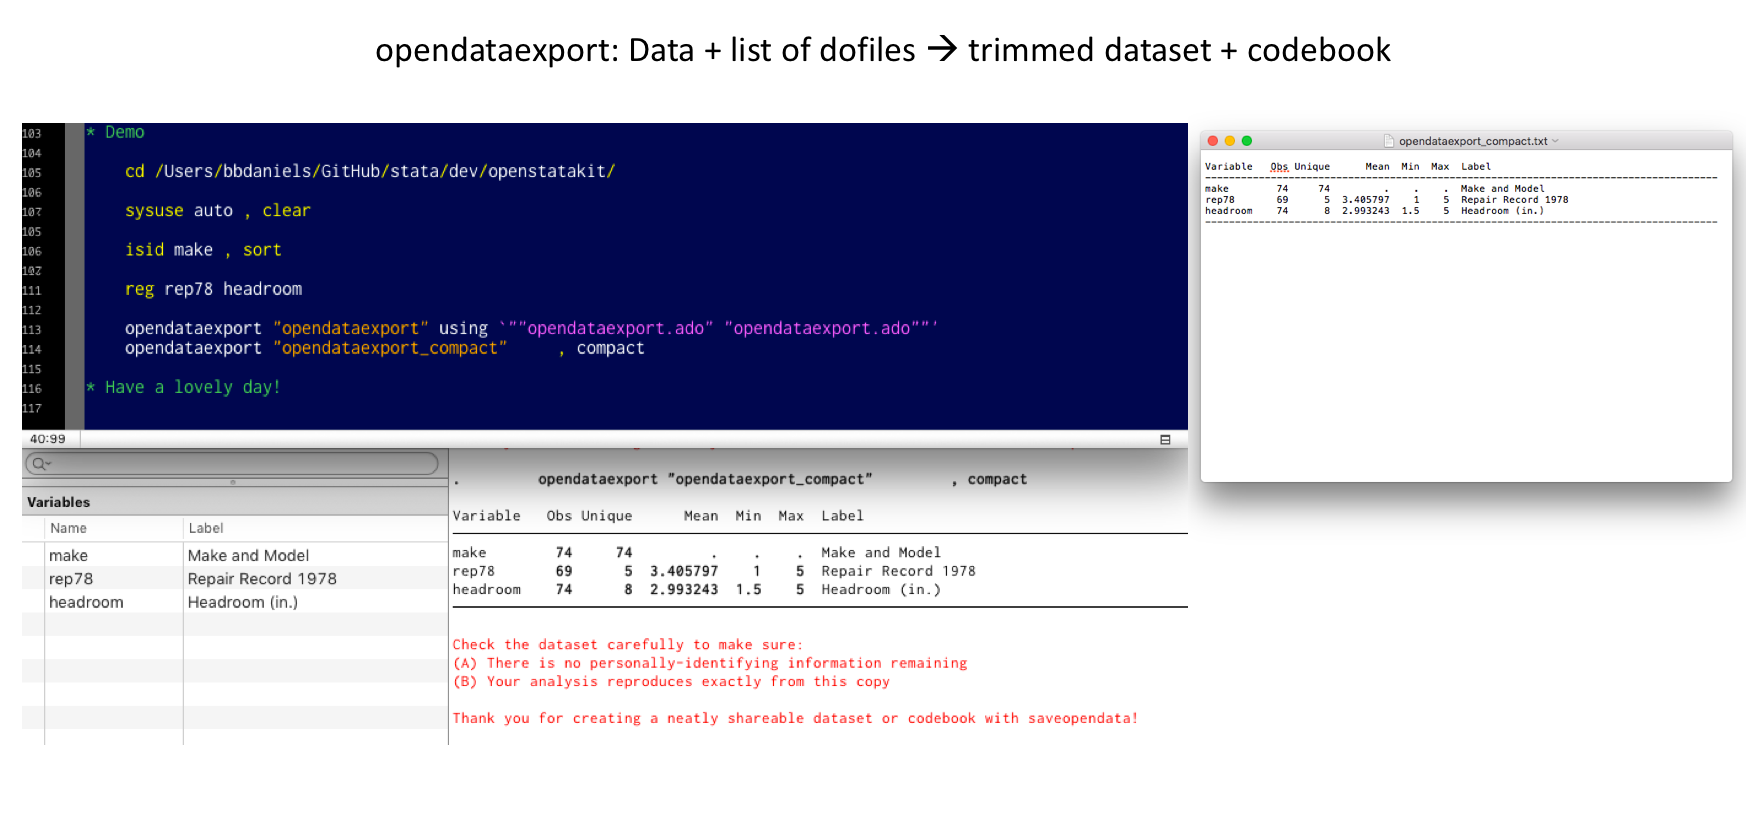 opendataexport: Data + list of dofiles → trimmed dataset + codebook
103 * Demo
104
105 cd /Users/bbdaniels/GitHub/stata/dev/openstatakit/
106
107 sysuse auto , clear
105
106 isid make , sort
107
111 reg rep78 headroom
112
113 opendataexport "opendataexport" using `""opendataexport.ado" "opendataexport.ado""'
114 opendataexport "opendataexport_compact" , compact
115
116 * Have a lovely day!
117
40:99
Variables
Name Label
make Make and Model
rep78 Repair Record 1978
headroom Headroom (in.)
. opendataexport "opendataexport_compact" , compact
Variable Obs Unique Mean Min Max Label
make 74 74 . . . Make and Model
rep78 69 5 3.405797 1 5 Repair Record 1978
headroom 74 8 2.993243 1.5 5 Headroom (in.)
Check the dataset carefully to make sure:
(A) There is no personally-identifying information remaining
(B) Your analysis reproduces exactly from this copy
Thank you for creating a neatly shareable dataset or codebook with saveopendata!
opendataexport_compact.txt
Variable Obs Unique Mean Min Max Label
make 74 74 . . . Make and Model
rep78 69 5 3.405797 1 5 Repair Record 1978
headroom 74 8 2.993243 1.5 5 Headroom (in.)